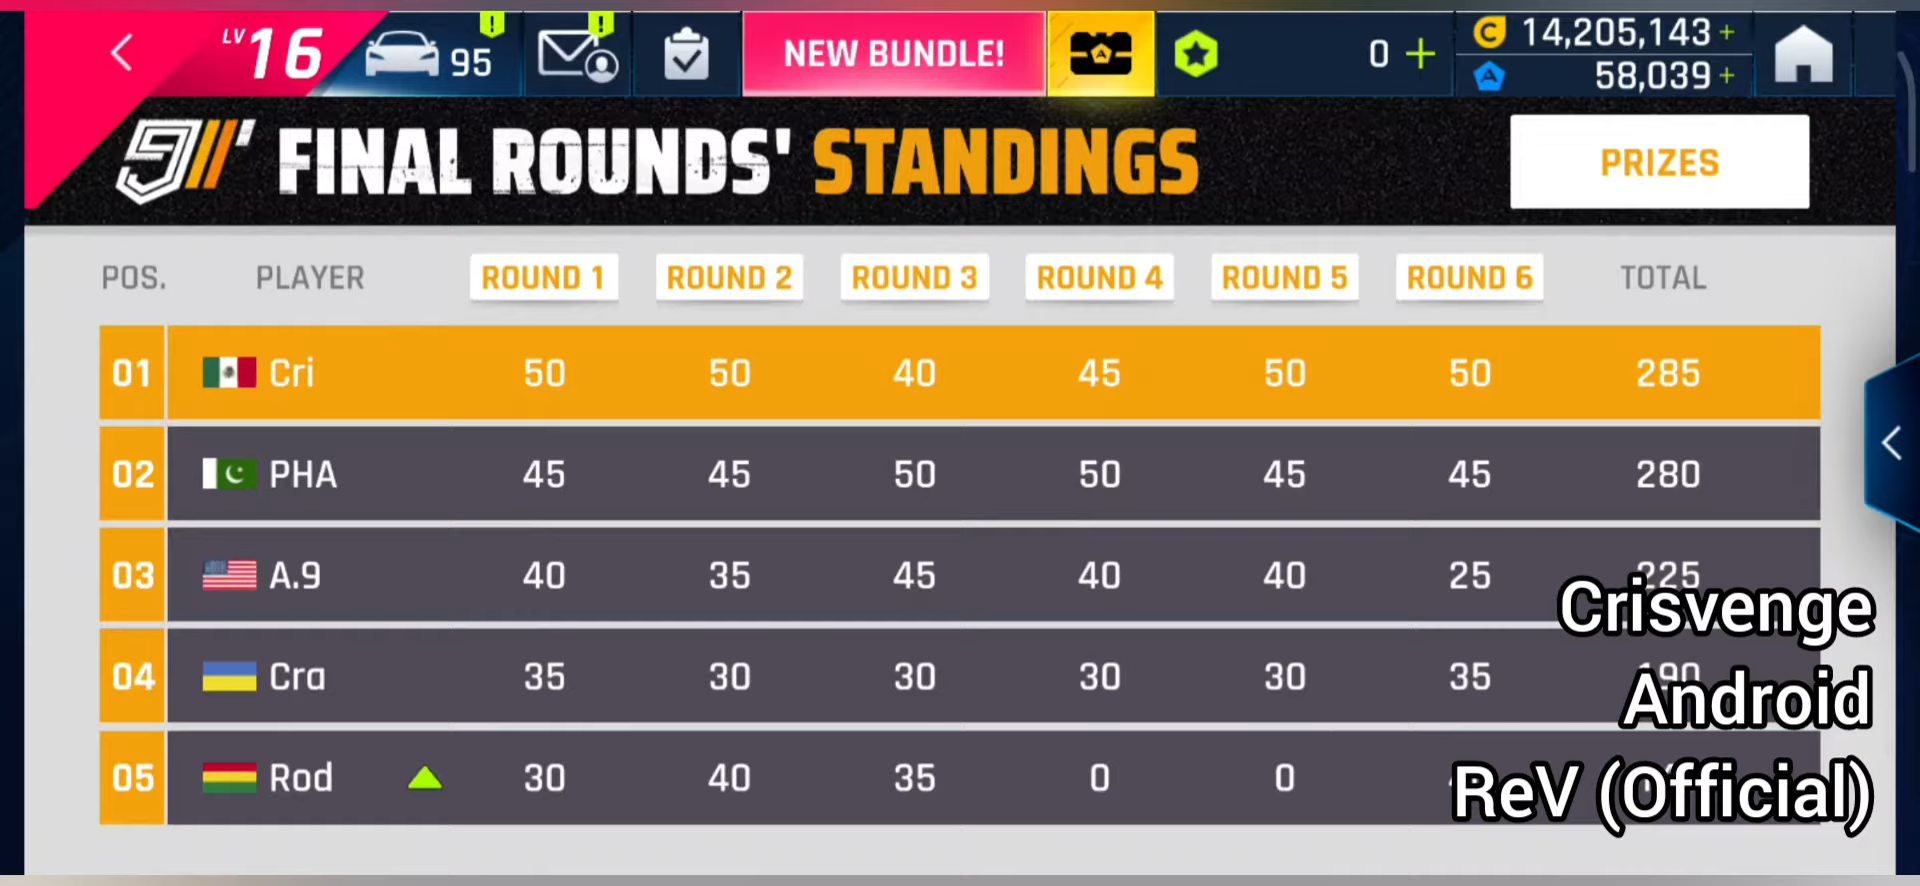 LV 16 95 NEW BUNDLE! 0 + 14,205,143 +
58,039 +
9 FINAL ROUNDS' STANDINGS PRIZES
POS. PLAYER ROUND 1 ROUND 2 ROUND 3 ROUND 4 ROUND 5 ROUND 6 TOTAL
01 Cri 50 50 40 45 50 50 285
02 PHA 45 45 50 50 45 45 280
03 A.9 40 35 45 40 40 25 225
04 Cra 35 30 30 30 30 35 190
05 Rod 30 40 35 0 0
Crisvenge
Android
ReV (Official)